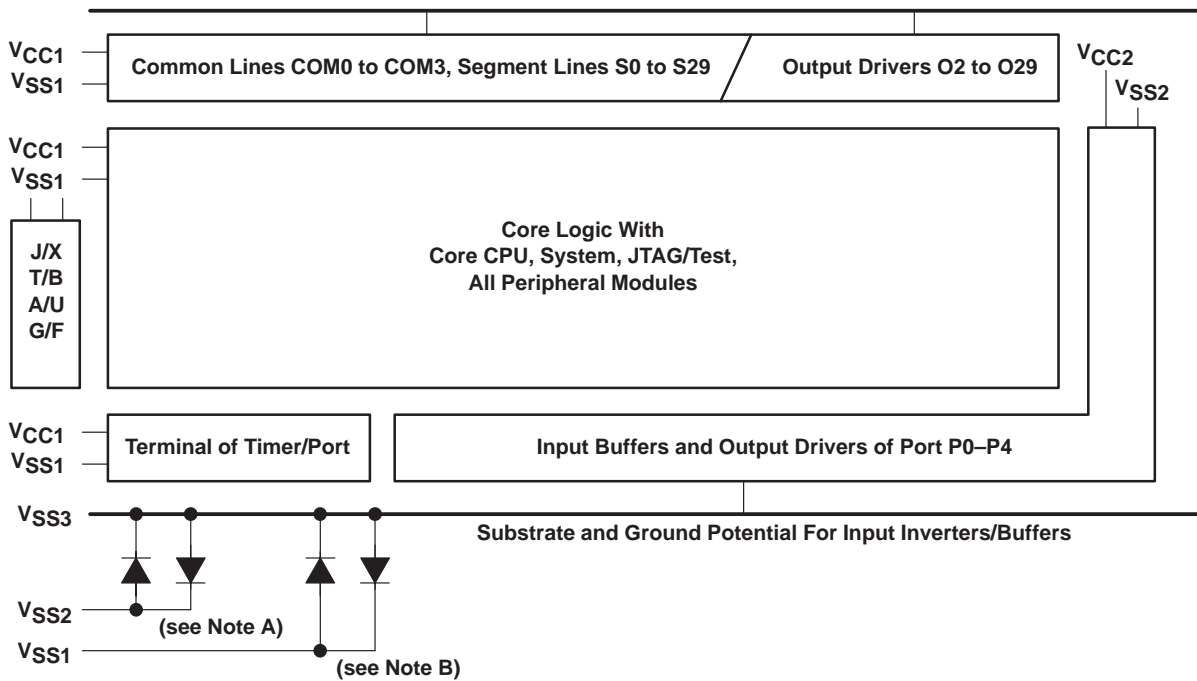 VCC1
VSS1
Common Lines COM0 to COM3, Segment Lines S0 to S29
Output Drivers O2 to O29
VCC2
VSS2
VCC1
VSS1
J/X
T/B
A/U
G/F
Core Logic With
Core CPU, System, JTAG/Test,
All Peripheral Modules
VCC1
VSS1
Terminal of Timer/Port
Input Buffers and Output Drivers of Port P0–P4
VSS3
Substrate and Ground Potential For Input Inverters/Buffers
VSS2
(see Note A)
VSS1
(see Note B)